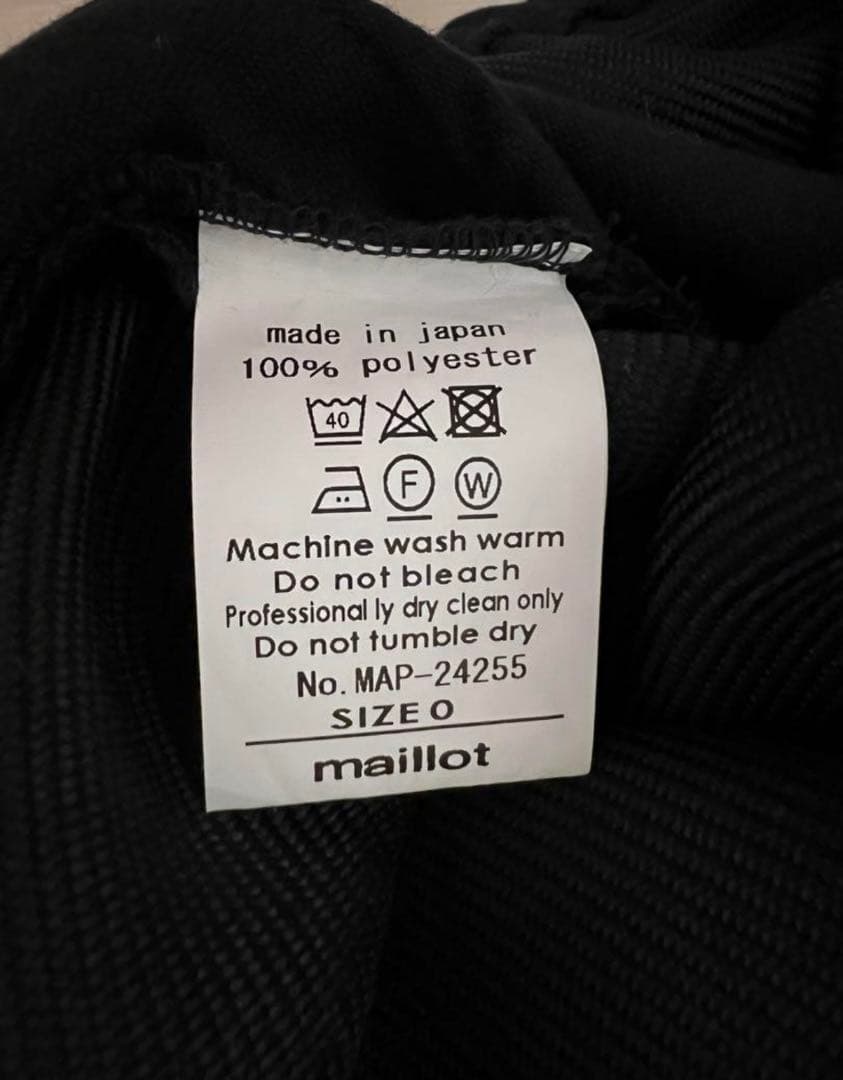 made in japan
100% polyester
40
F W
Machine wash warm
Do not bleach
Professional ly dry clean only
Do not tumble dry
No. MAP-24255
SIZE 0
maillot